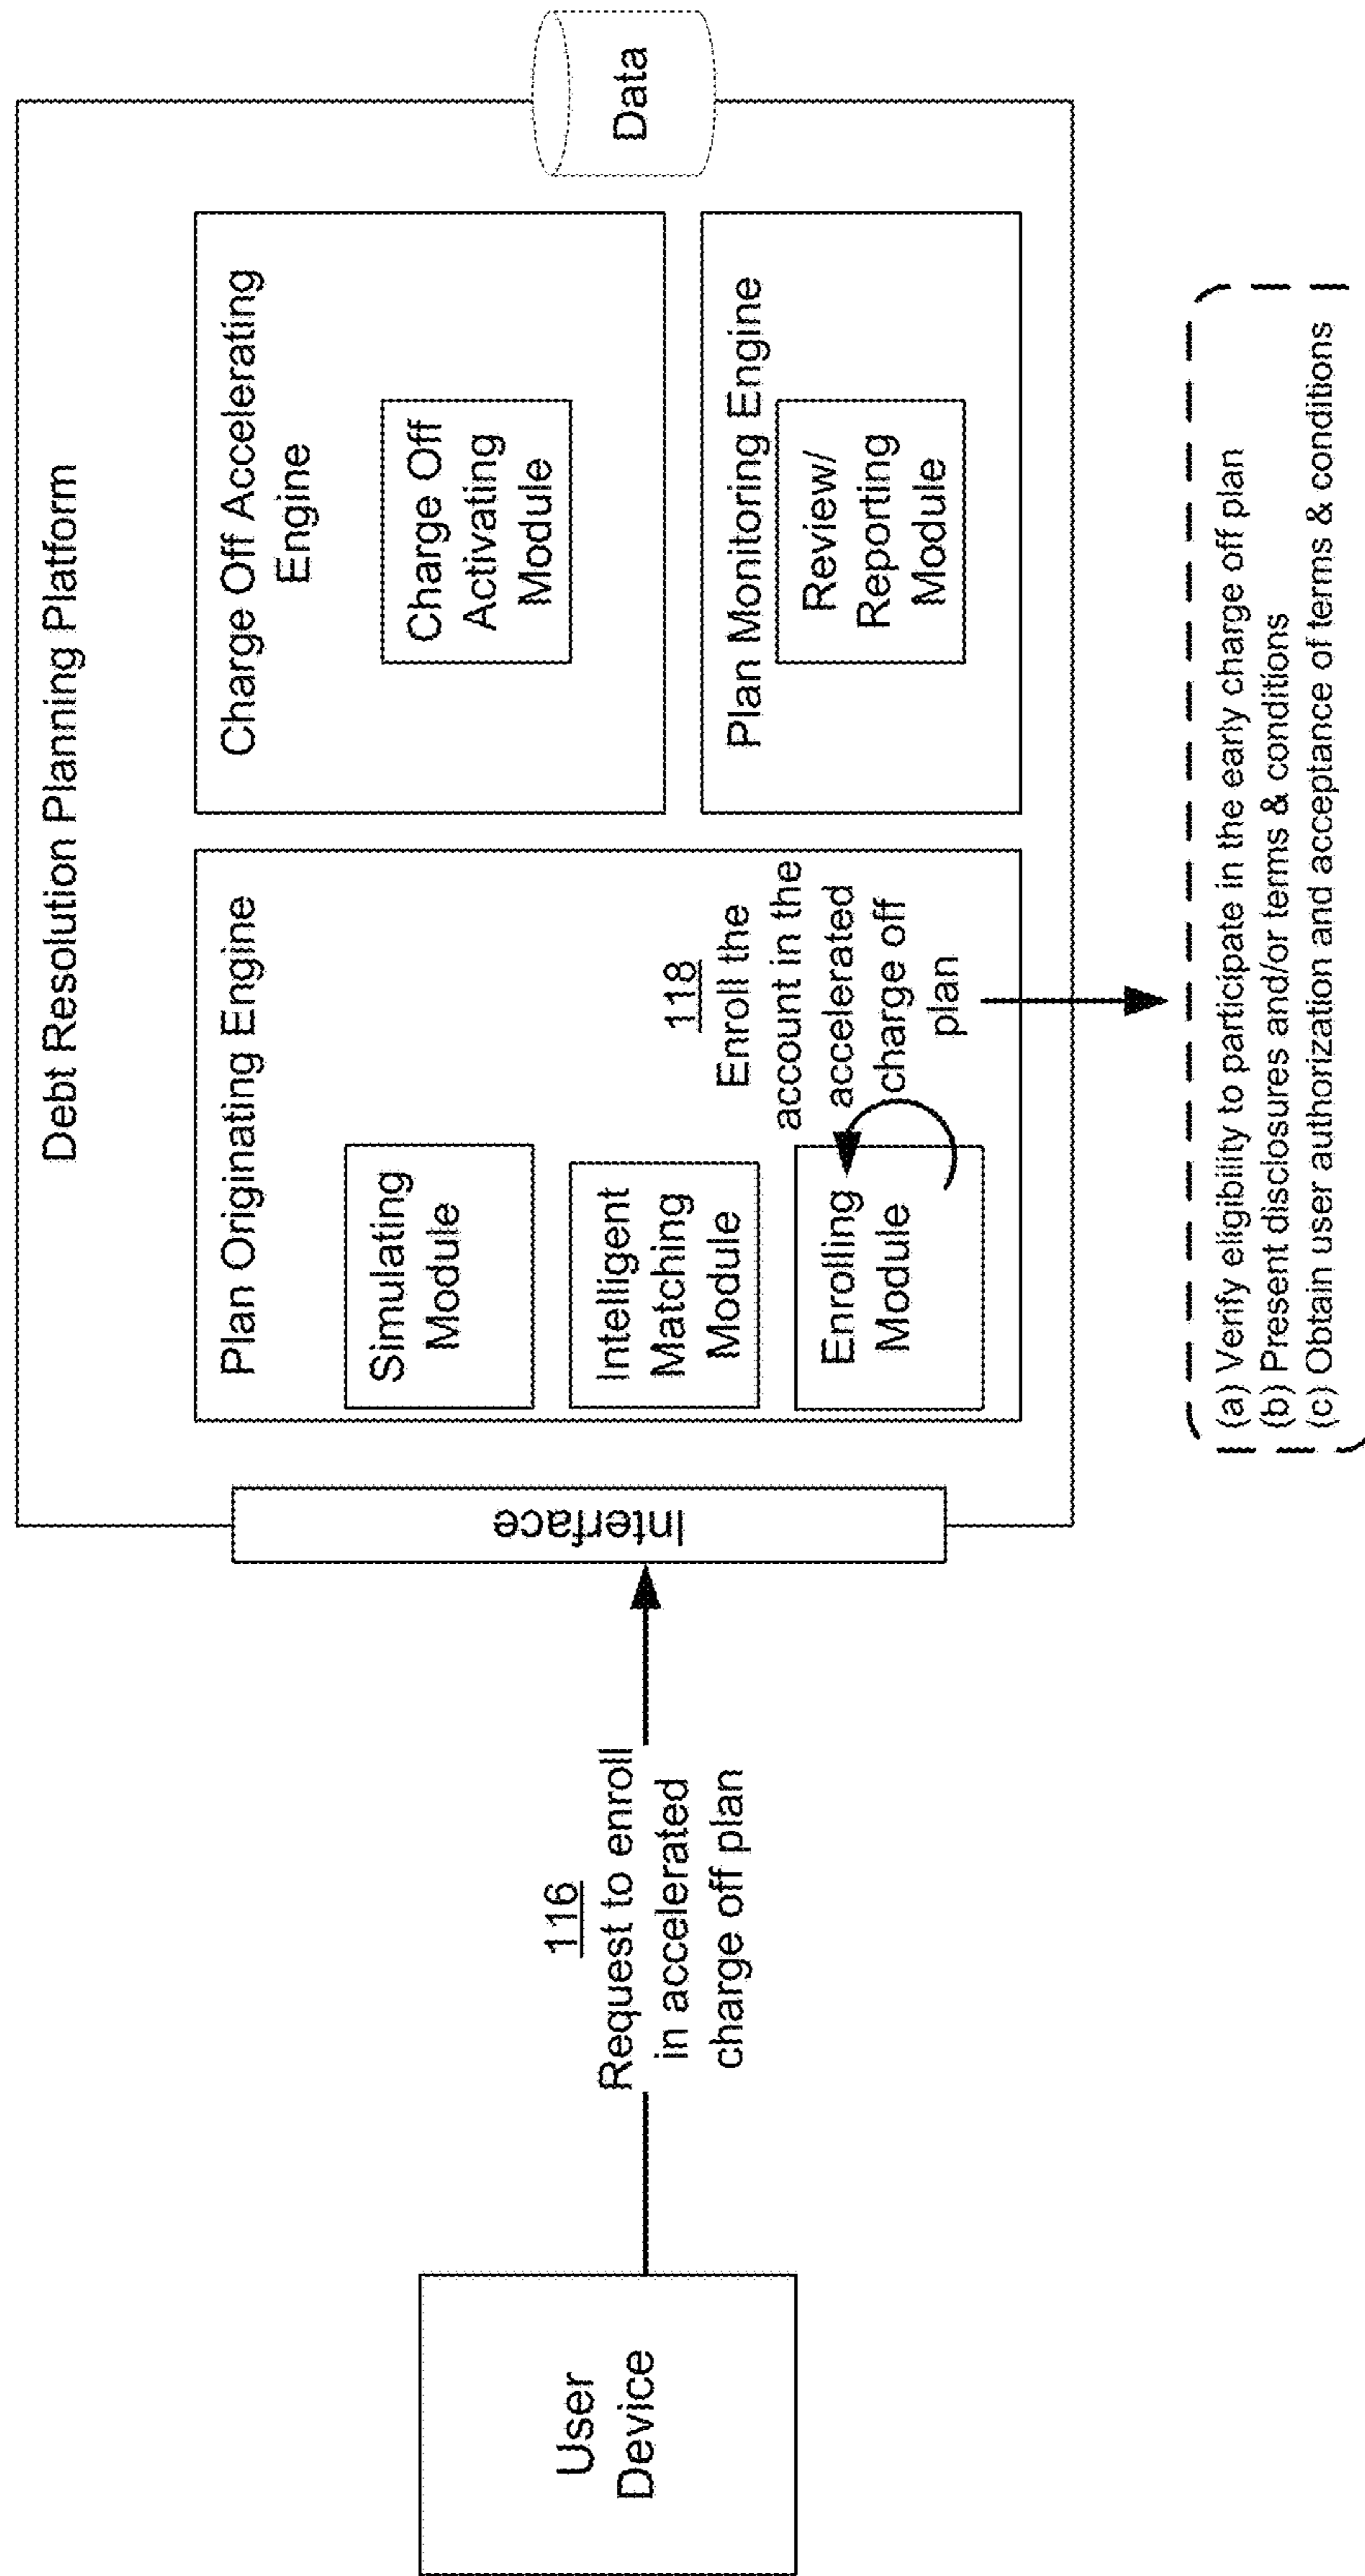 Debt Resolution Planning Platform
User
Device
116
Request to enroll
in accelerated
charge off plan
Interface
Plan Originating Engine
Simulating
Module
Intelligent
Matching
Module
Enrolling
Module
118
Enroll the
account in the
accelerated
charge off
plan
Charge Off Accelerating
Engine
Charge Off
Activating
Module
Plan Monitoring Engine
Review/
Reporting
Module
Data
(a) Verify eligibility to participate in the early charge off plan
(b) Present disclosures and/or terms & conditions
(c) Obtain user authorization and acceptance of terms & conditions